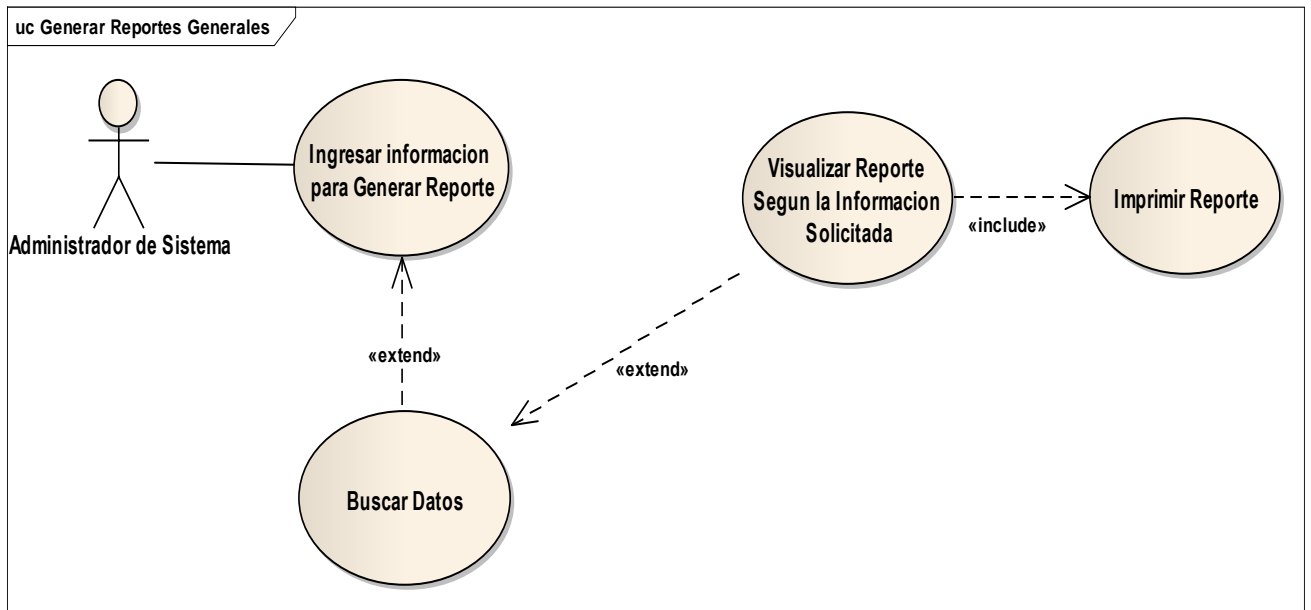 uc Generar Reportes Generales
Administrador de Sistema
Ingresar informacion
para Generar Reporte
Visualizar Reporte
Segun la Informacion
Solicitada
«include»
Imprimir Reporte
«extend»
«extend»
Buscar Datos